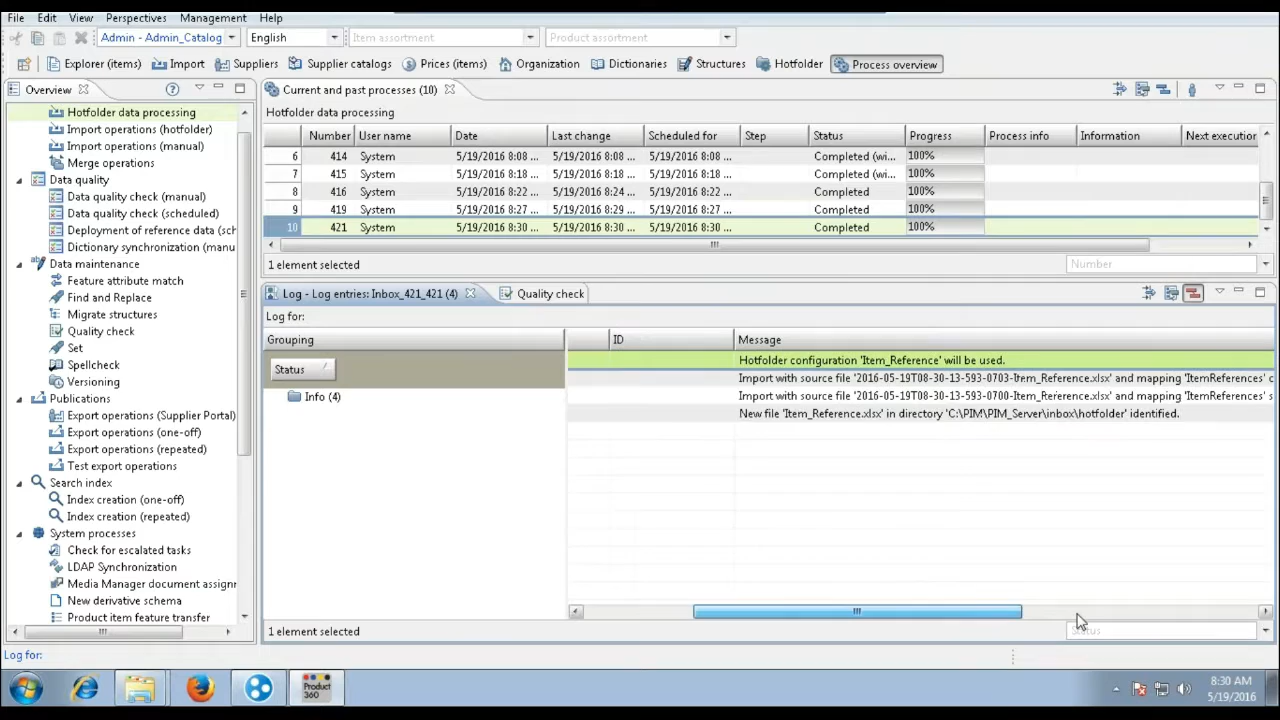 File Edit View Perspectives Management Help
Admin - Admin_Catalog English Item assortment Product assortment
Explorer (items) Import Suppliers Supplier catalogs Prices (items) Organization Dictionaries Structures Hotfolder Process overview
Overview
Hotfolder data processing
Import operations (hotfolder)
Import operations (manual)
Merge operations
Data quality
Data quality check (manual)
Data quality check (scheduled)
Deployment of reference data (sch
Dictionary synchronization (manu
Data maintenance
Feature attribute match
Find and Replace
Migrate structures
Quality check
Set
Spellcheck
Versioning
Publications
Export operations (Supplier Portal)
Export operations (one-off)
Export operations (repeated)
Test export operations
Search index
Index creation (one-off)
Index creation (repeated)
System processes
Check for escalated tasks
LDAP Synchronization
Media Manager document assignr
New derivative schema
Product item feature transfer
Current and past processes (10)
Hotfolder data processing
Number User name Date Last change Scheduled for Step Status Progress Process info Information Next execution
6 414 System 5/19/2016 8:08 ... 5/19/2016 8:08 ... 5/19/2016 8:08 ... Completed (wi... 100%
7 415 System 5/19/2016 8:18 ... 5/19/2016 8:18 ... 5/19/2016 8:18 ... Completed (wi... 100%
8 416 System 5/19/2016 8:22 ... 5/19/2016 8:24 ... 5/19/2016 8:22 ... Completed 100%
9 419 System 5/19/2016 8:27 ... 5/19/2016 8:29 ... 5/19/2016 8:27 ... Completed 100%
10 421 System 5/19/2016 8:30 ... 5/19/2016 8:30 ... 5/19/2016 8:30 ... Completed 100%
1 element selected Number
Log - Log entries: Inbox_421_421 (4) Quality check
Log for:
Grouping ID Message
Status
Info (4)
Hotfolder configuration 'Item_Reference' will be used.
Import with source file '2016-05-19T08-30-13-593-0703-Item_Reference.xlsx' and mapping 'ItemReferences' c
Import with source file '2016-05-19T08-30-13-593-0700-Item_Reference.xlsx' and mapping 'ItemReferences' s
New file 'Item_Reference.xlsx' in directory 'C:\PIM\PIM_Server\inbox\hotfolder' identified.
1 element selected Status
Log for:
Product
360
8:30 AM
5/19/2016